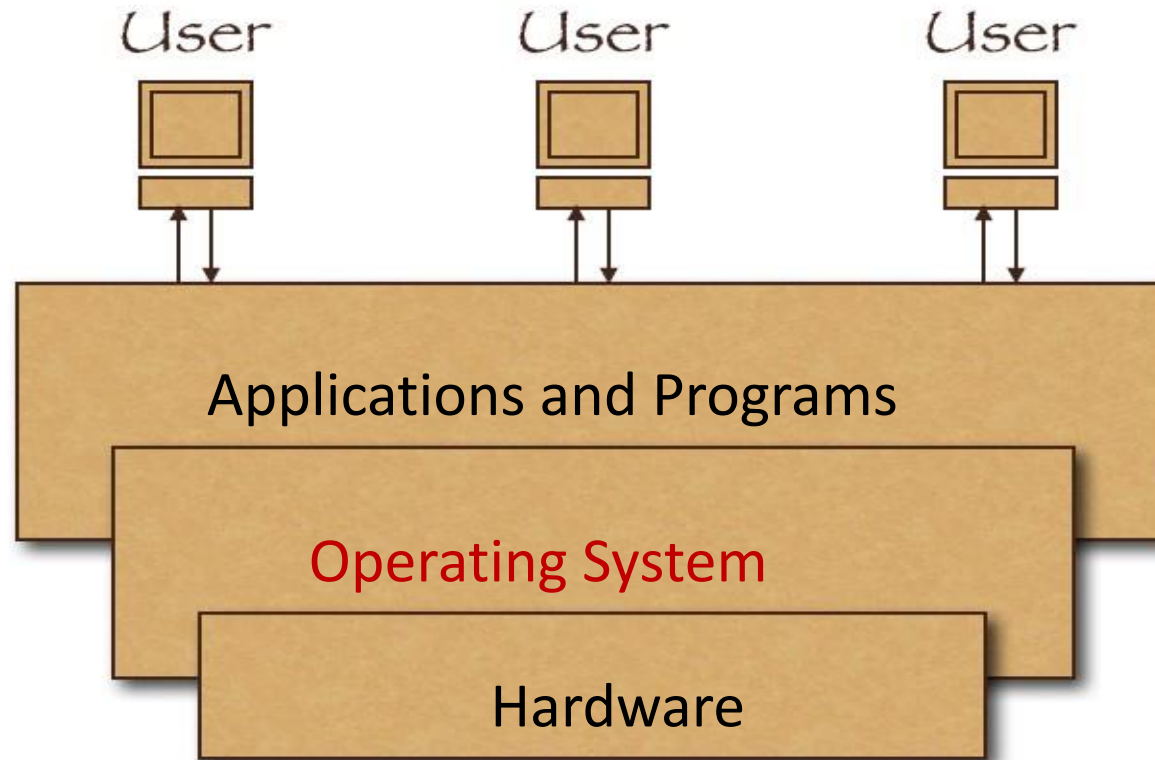 User User User
Applications and Programs
Operating System
Hardware